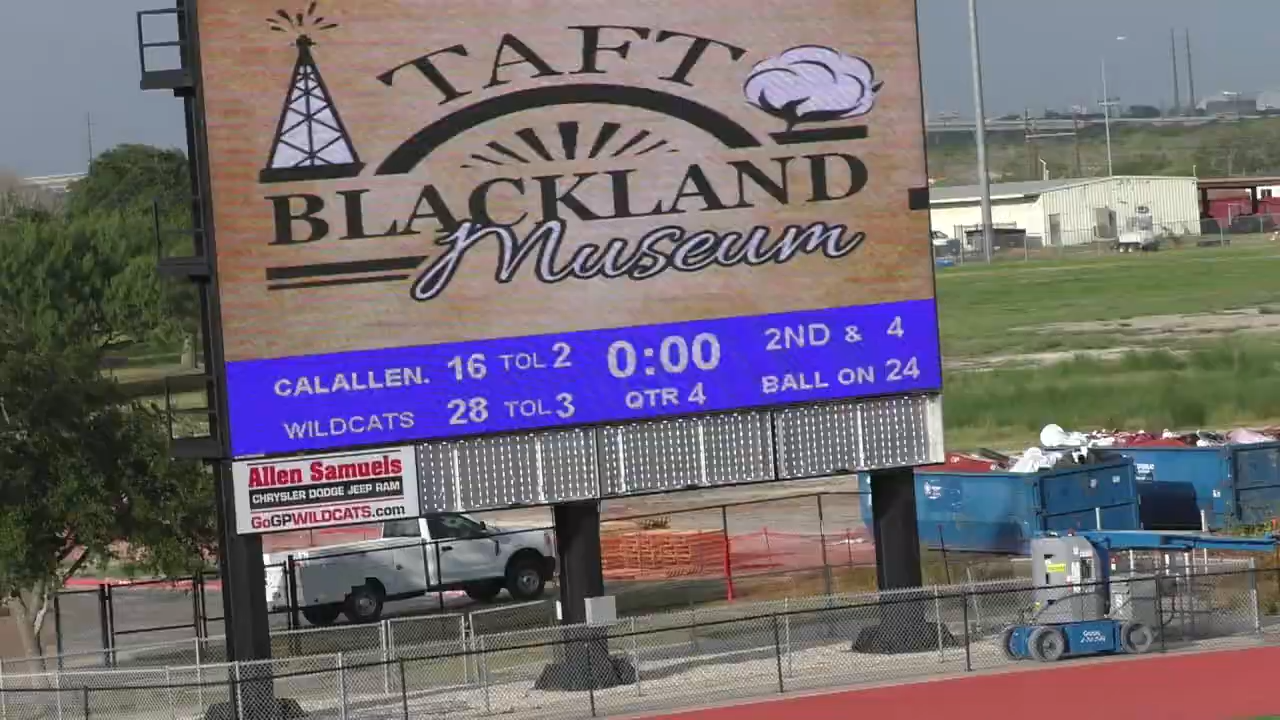 TAFT
BLACKLAND
Museum
CALALLEN. 16 TOL 2 0:00 2ND & 4
WILDCATS 28 TOL 3 QTR 4 BALL ON 24
Allen Samuels
CHRYSLER DODGE JEEP RAM
GoGPWILDCATS.com